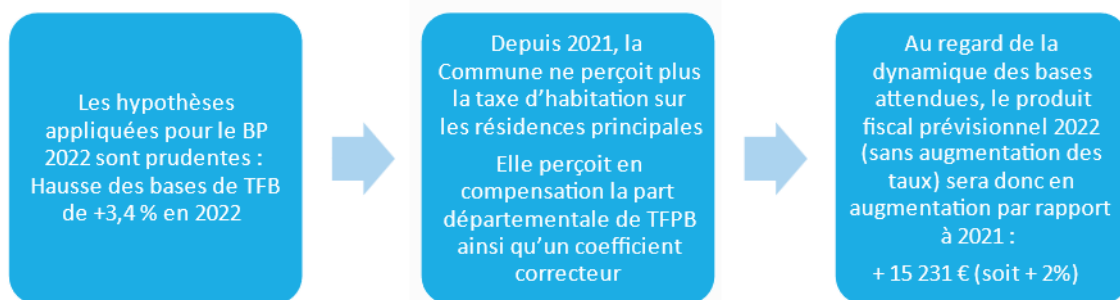 Les hypothèses
appliquées pour le BP
2022 sont prudentes :
Hausse des bases de TFB
de +3,4 % en 2022
Depuis 2021, la
Commune ne perçoit plus
la taxe d’habitation sur
les résidences principales
Elle perçoit en
compensation la part
départementale de TFPB
ainsi qu’un coefficient
correcteur
Au regard de la
dynamique des bases
attendues, le produit
fiscal prévisionnel 2022
(sans augmentation des
taux) sera donc en
augmentation par rapport
à 2021 :
+ 15 231 € (soit + 2%)